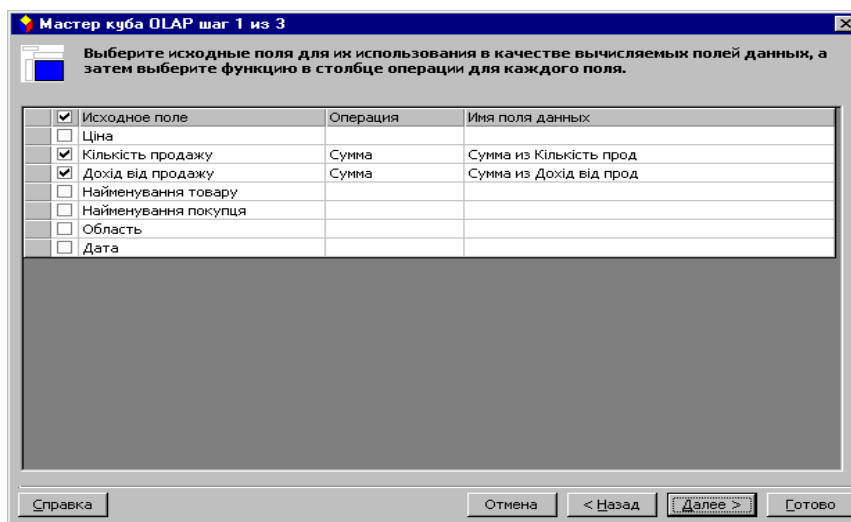 Мастер куба OLAP шаг 1 из 3
Выберите исходные поля для их использования в качестве вычисляемых полей данных, а
затем выберите функцию в столбце операции для каждого поля.
Исходное поле Операция Имя поля данных
Ціна
Кількість продажу Сумма Сумма из Кількість прод
Дохід від продажу Сумма Сумма из Дохід від прод
Найменування товару
Найменування покупця
Область
Дата
Справка Отмена < Назад Далее > Готово